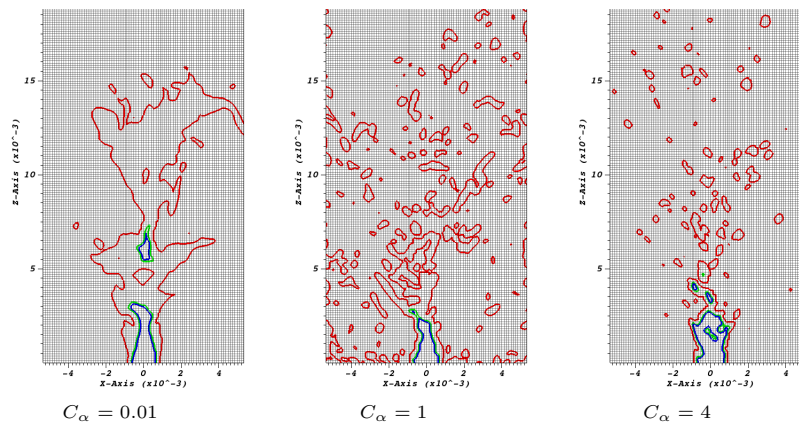 15
10
5
Z-Axis (x10^-3)
-4 -2 0 2 4
X-Axis (x10^-3)
15
10
5
Z-Axis (x10^-3)
-4 -2 0 2 4
X-Axis (x10^-3)
15
10
5
Z-Axis (x10^-3)
-4 -2 0 2 4
X-Axis (x10^-3)
C_α = 0.01 C_α = 1 C_α = 4